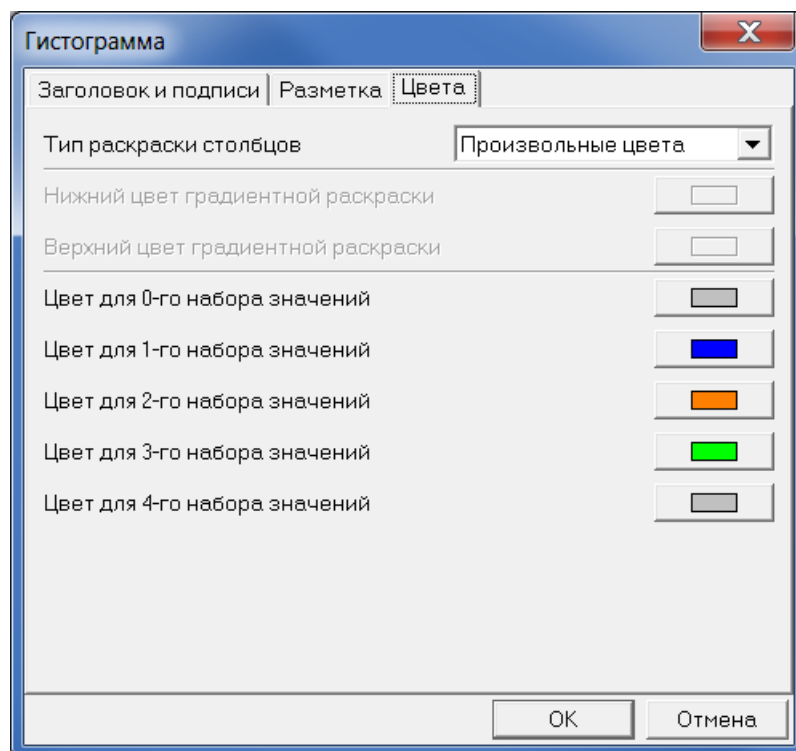 Гистограмма
Заголовок и подписи Разметка Цвета
Тип раскраски столбцов Произвольные цвета
Нижний цвет градиентной раскраски
Верхний цвет градиентной раскраски
Цвет для 0-го набора значений
Цвет для 1-го набора значений
Цвет для 2-го набора значений
Цвет для 3-го набора значений
Цвет для 4-го набора значений
OK Отмена